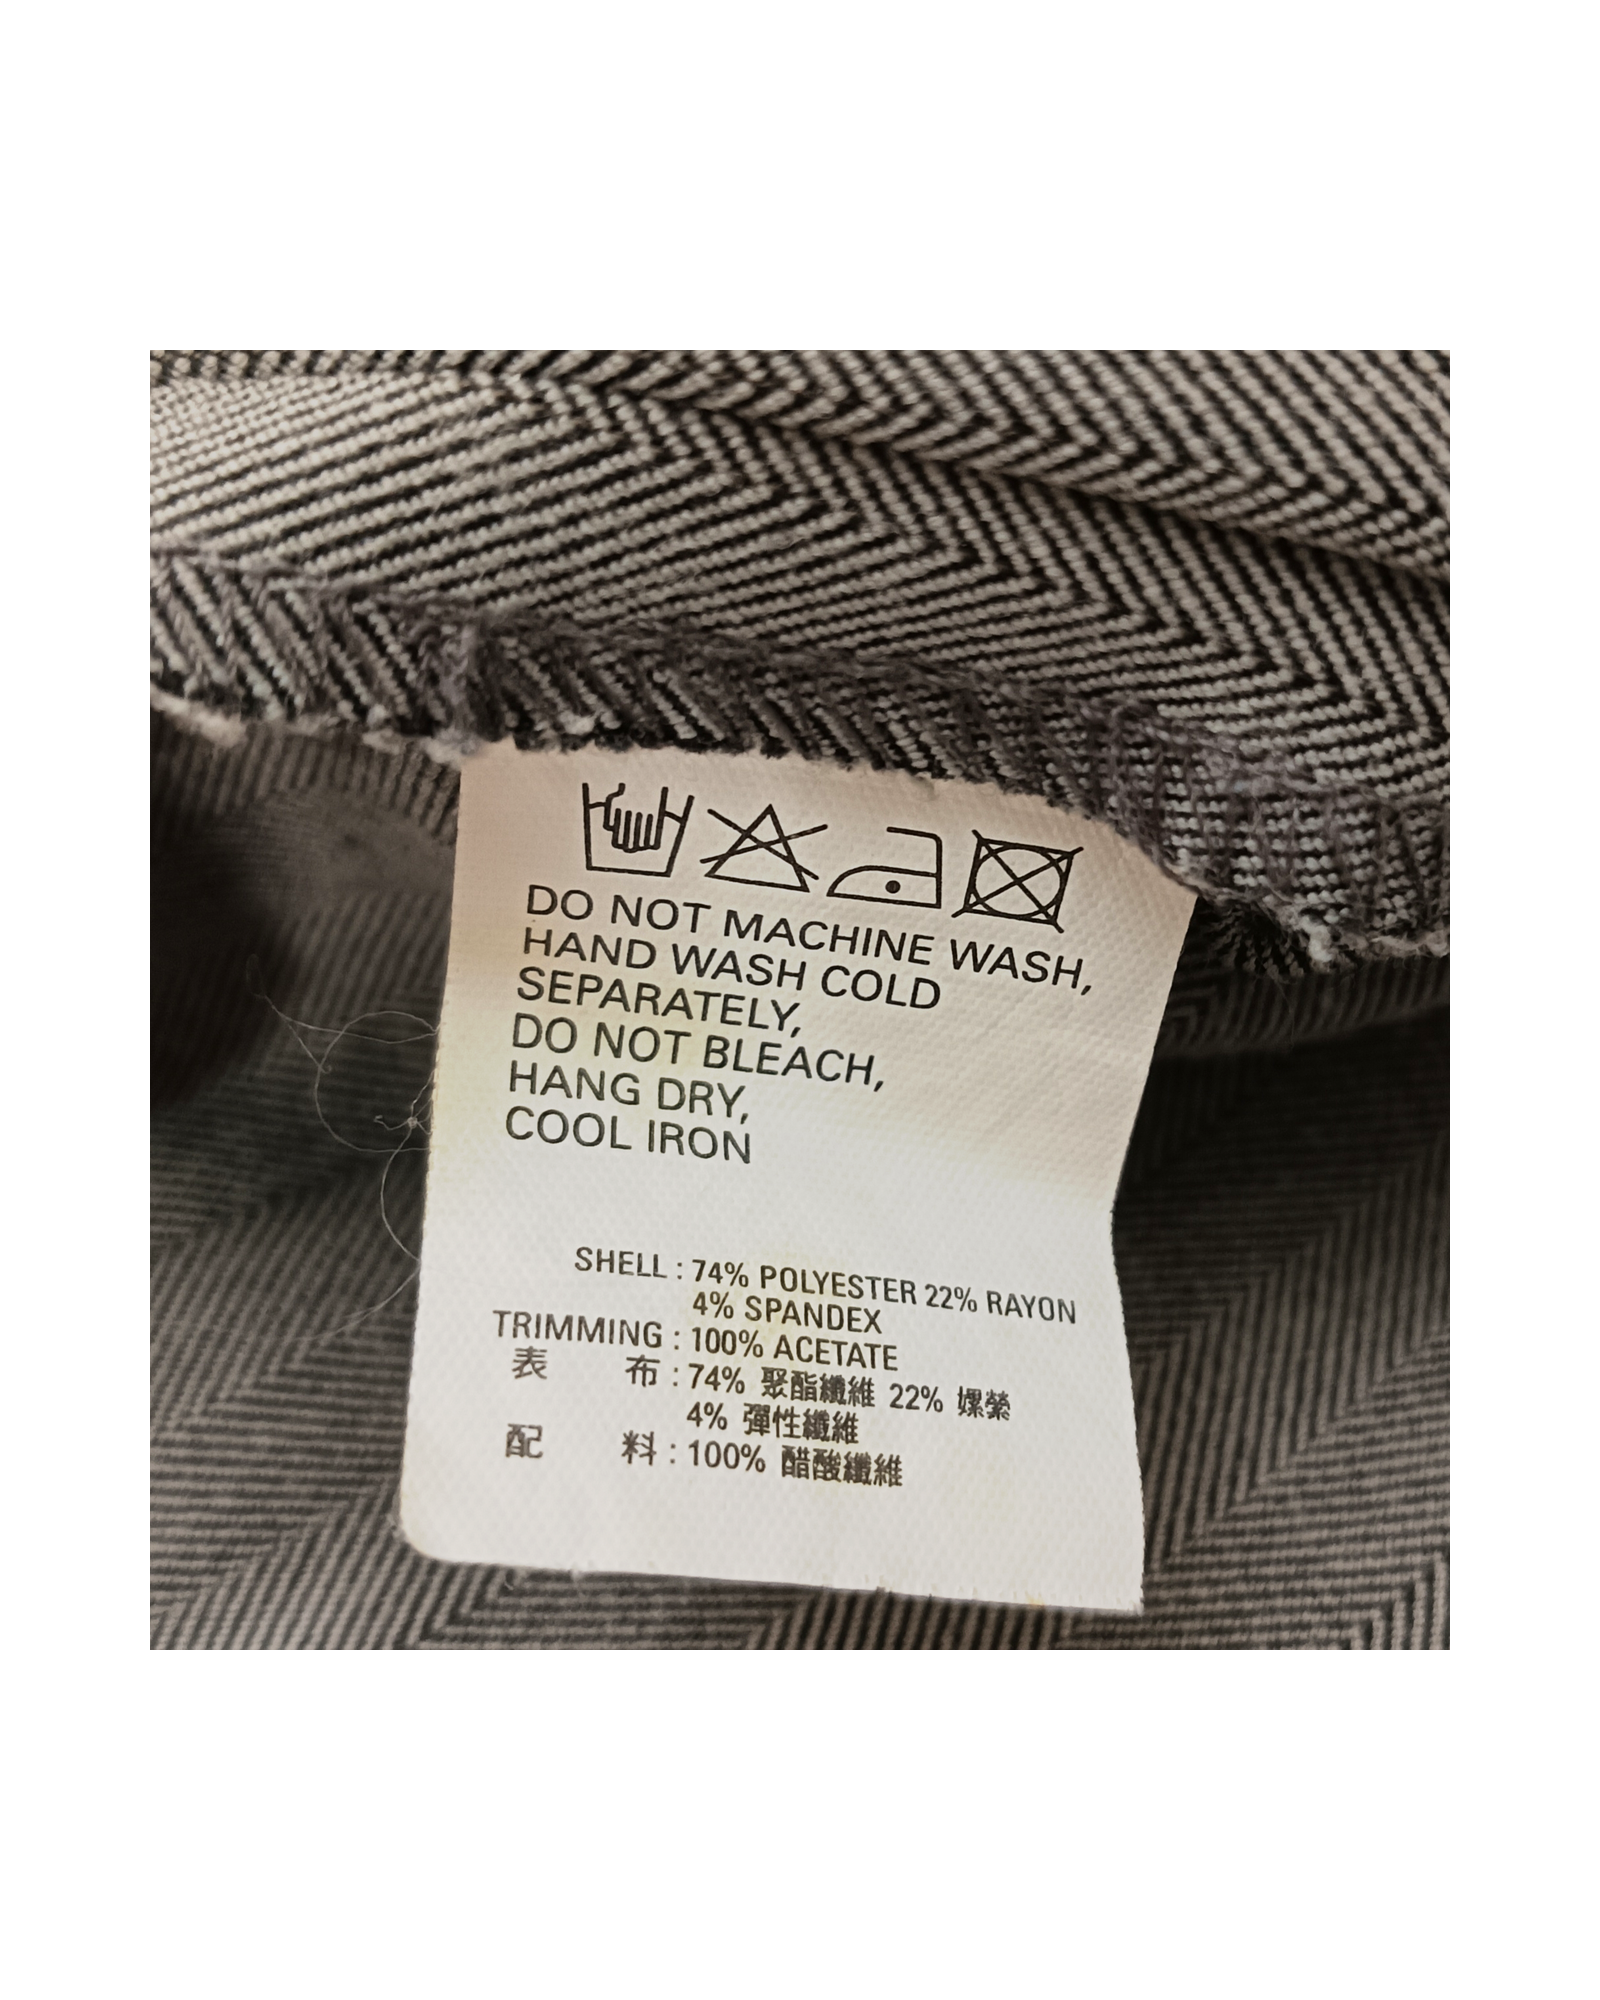 DO NOT MACHINE WASH,
HAND WASH COLD
SEPARATELY,
DO NOT BLEACH,
HANG DRY,
COOL IRON
SHELL : 74% POLYESTER 22% RAYON
4% SPANDEX
TRIMMING : 100% ACETATE
表 布 : 74% 聚酯纖維 22% 嫘縈
4% 彈性纖維
配 料 : 100% 醋酸纖維